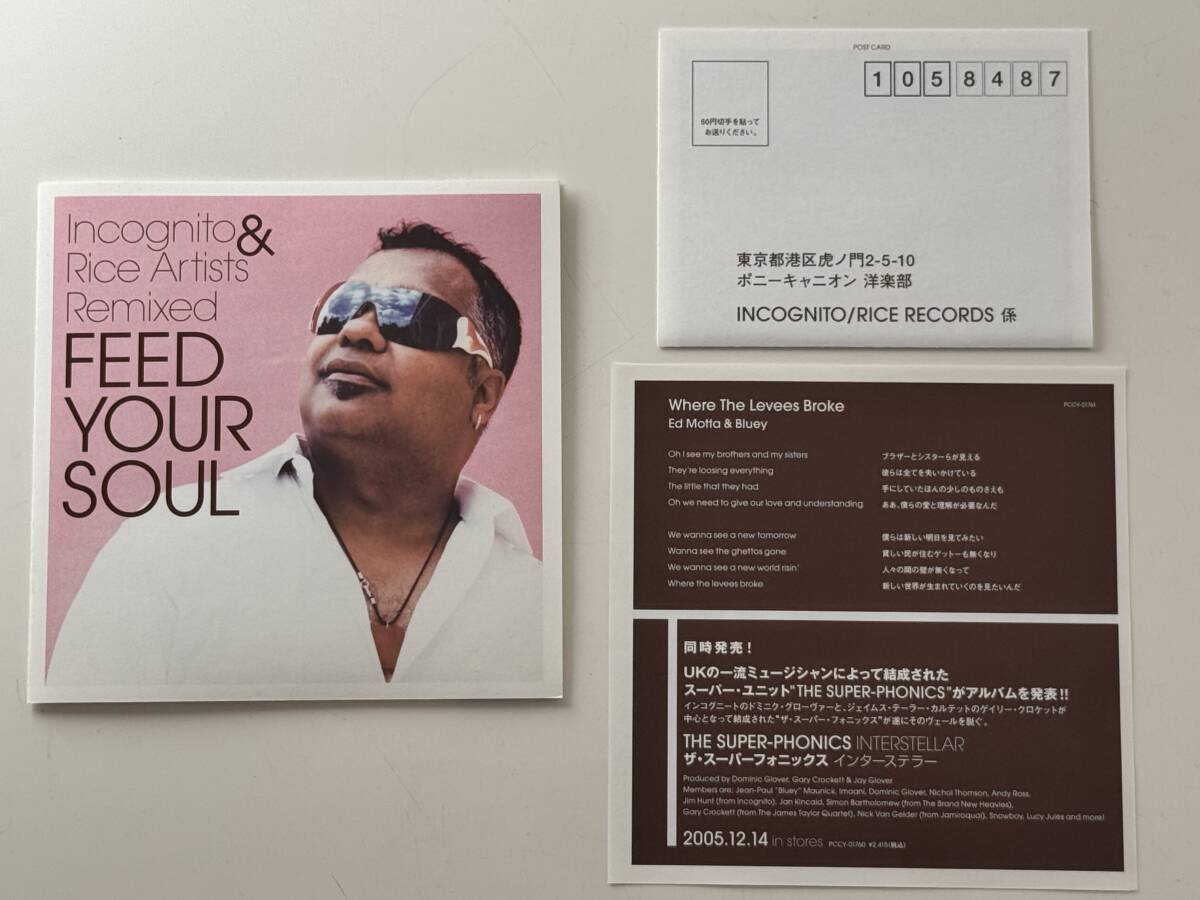 Incognito &
Rice Artists
Remixed
FEED
YOUR
SOUL
POST CARD
1058487
50円切手を貼って
お送りください。
東京都港区虎ノ門2-5-10
ポニーキャニオン 洋楽部
INCOGNITO/RICE RECORDS 係
Where The Levees Broke
PCCY-01761
Ed Motta & Bluey
Oh I see my brothers and my sisters
ブラザーとシスターらが見える
They're loosing everything
彼らは全てを失いかけている
The little that they had
手にしていたほんの少しのものさえも
Oh we need to give our love and understanding
ああ、僕らの愛と理解が必要なんだ
We wanna see a new tomorrow
僕らは新しい明日を見てみたい
Wanna see the ghettos gone
貧しい民が住むゲットーも無くなり
We wanna see a new world risin'
人々の間の壁が無くなって
Where the levees broke
新しい世界が生まれていくのを見たいんだ
同時発売！
UKの一流ミュージシャンによって結成された
スーパー・ユニット“THE SUPER-PHONICS”がアルバムを発表!!
インコグニートのドミニク・グローヴァーと、ジェイムス・テーラー・カルテットのゲイリー・クロケットが
中心となって結成された“ザ・スーパー・フォニックス”が遂にそのヴェールを脱ぐ。
THE SUPER-PHONICS INTERSTELLAR
ザ・スーパーフォニックス インターステラー
Produced by Dominic Glover, Gary Crockett & Jay Glover
Members are: Jean-Paul "Bluey" Maunick, Imaani, Dominic Glover, Nichol Thomson, Andy Ross,
Jim Hunt (from Incognito), Jan Kincaid, Simon Bartholomew (from The Brand New Heavies),
Gary Crockett (from The James Taylor Quartet), Nick Van Gelder (from Jamiroquai), Snowboy, Lucy Jules and more!
2005.12.14 in stores PCCY-01760 ¥2,415(税込)